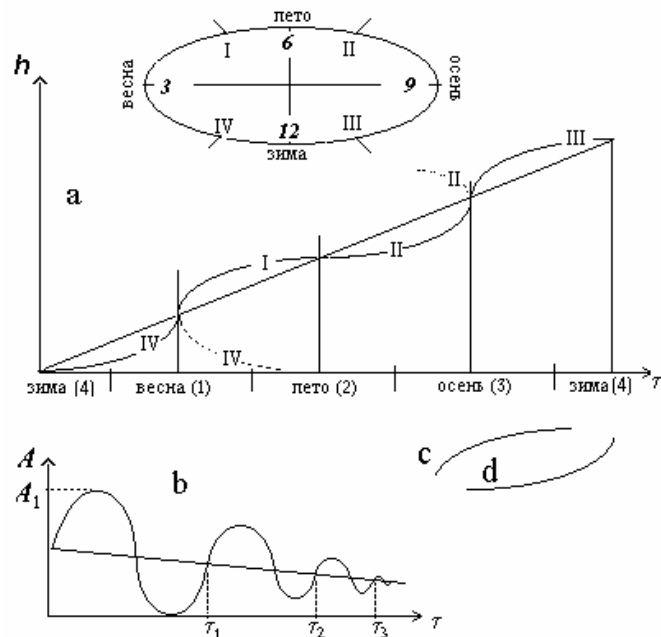 лето
I 6 II
h
весна 3 9 осень
IV 12 III
зима
III
a
II
I
II
IV
IV
зима (4) весна (1) лето (2) осень (3) зима(4) τ
A
b
c d
A₁
τ₁ τ₂ τ₃ τ